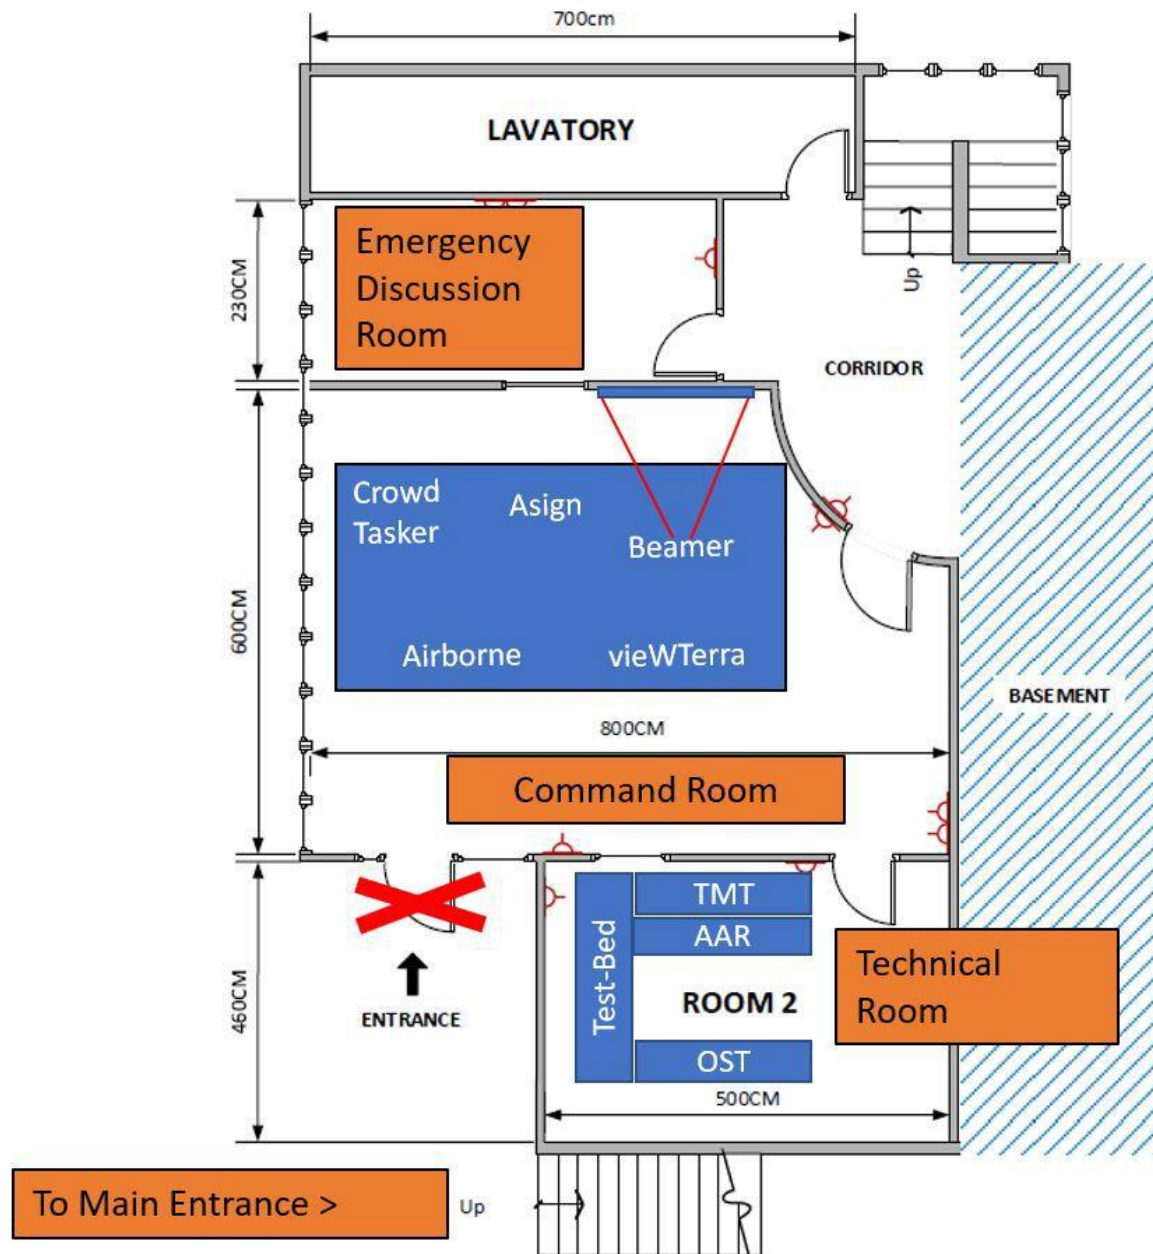 700cm
LAVATORY
Emergency
Discussion
Room
230CM
Up
CORRIDOR
Crowd
Tasker
Asign
Beamer
600CM
Airborne
vieWTerra
BASEMENT
800CM
Command Room
TMT
AAR
Test-Bed
Technical
Room
ROOM 2
460CM
ENTRANCE
OST
500CM
To Main Entrance >
Up